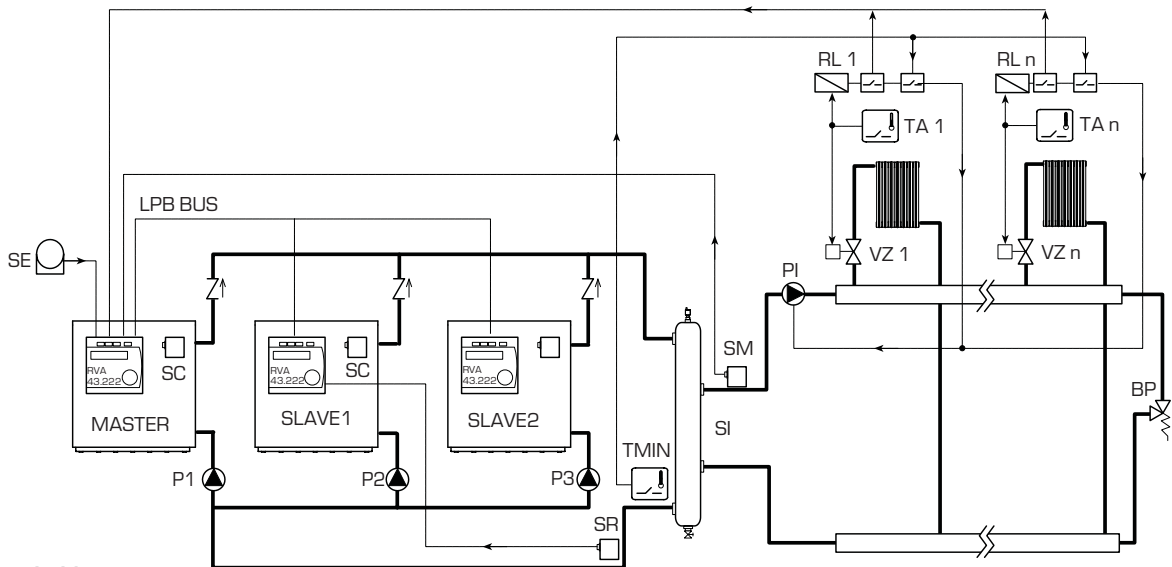 RL 1
RL n
TA 1
TA n
LPB BUS
SE
VZ 1
VZ n
PI
RVA
43.222
SC
MASTER
RVA
43.222
SC
SLAVE1
RVA
43.222
SLAVE2
SM
BP
SI
TMIN
P1
P2
P3
SR